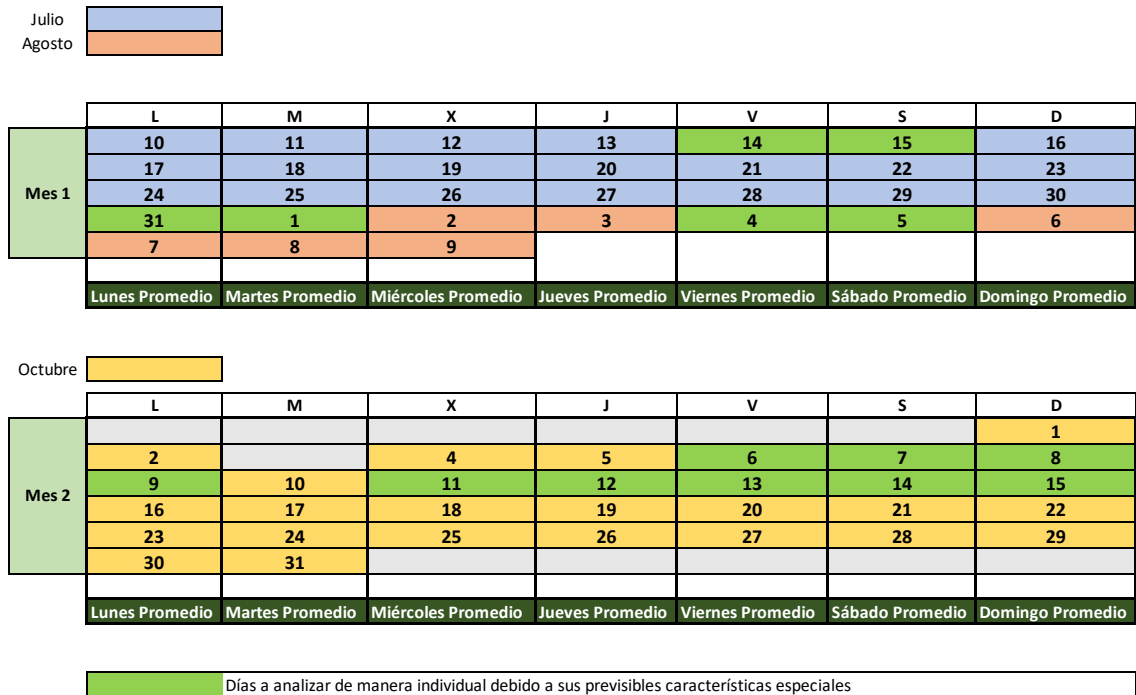 Julio
Agosto
L M X J V S D
10 11 12 13 14 15 16
17 18 19 20 21 22 23
Mes 1
24 25 26 27 28 29 30
31 1 2 3 4 5 6
7 8 9
Lunes Promedio Martes Promedio Miércoles Promedio Jueves Promedio Viernes Promedio Sábado Promedio Domingo Promedio
Octubre
L M X J V S D
1
2 4 5 6 7 8
Mes 2
9 10 11 12 13 14 15
16 17 18 19 20 21 22
23 24 25 26 27 28 29
30 31
Lunes Promedio Martes Promedio Miércoles Promedio Jueves Promedio Viernes Promedio Sábado Promedio Domingo Promedio
Días a analizar de manera individual debido a sus previsibles características especiales